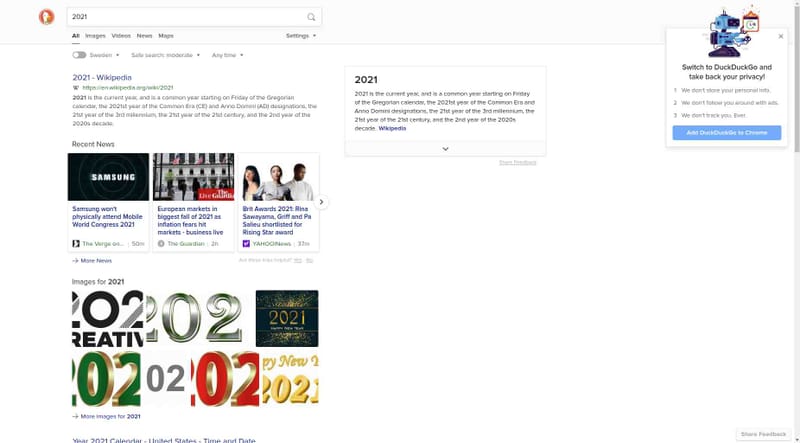 2021
All Images Videos News Maps Settings
Sweden Safe search: moderate Any time
2021 - Wikipedia
https://en.wikipedia.org/wiki/2021
2021 is the current year, and is a common year starting on Friday of the Gregorian
calendar, the 2021st year of the Common Era (CE) and Anno Domini (AD) designations, the
21st year of the 3rd millennium, the 21st year of the 21st century, and the 2nd year of the
2020s decade.
Recent News
SAMSUNG
Samsung won't
physically attend Mobile
World Congress 2021
The Verge on... 50m
Live
The Guardian
European markets in
biggest fall of 2021 as
inflation fears hit
markets - business live
The Guardian 2h
Brit Awards 2021: Rina
Sawayama, Griff and Pa
Salieu shortlisted for
Rising Star award
YAHOO!News 37m
More News
Are these links helpful? Yes No
Images for 2021
202
REATIV
202
2021
HAPPY NEW YEAR
202
02
202
ppy New Y
2021
More Images for 2021
Year 2021 Calendar - United States - Time and Date
2021
2021 is the current year, and is a common year starting on Friday
of the Gregorian calendar, the 2021st year of the Common Era and
Anno Domini designations, the 21st year of the 3rd millennium,
the 21st year of the 21st century, and the 2nd year of the 2020s
decade. Wikipedia
Share Feedback
Switch to DuckDuckGo and
take back your privacy!
1 We don't store your personal info.
2 We don't follow you around with ads.
3 We don't track you. Ever.
Add DuckDuckGo to Chrome
Share Feedback